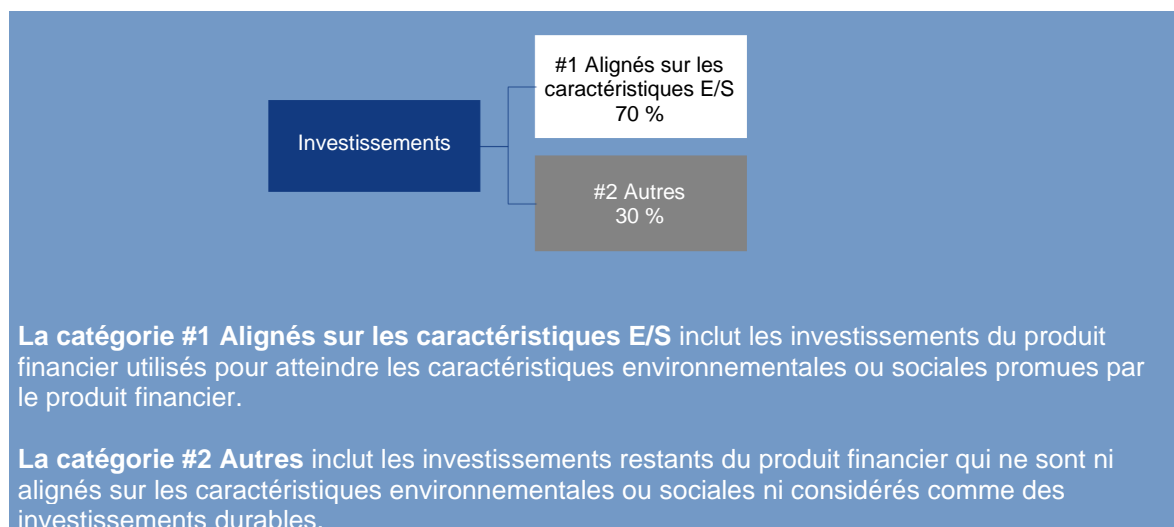 #1 Alignés sur les
caractéristiques E/S
70 %
Investissements
#2 Autres
30 %
La catégorie #1 Alignés sur les caractéristiques E/S inclut les investissements du produit
financier utilisés pour atteindre les caractéristiques environnementales ou sociales promues par
le produit financier.
La catégorie #2 Autres inclut les investissements restants du produit financier qui ne sont ni
alignés sur les caractéristiques environnementales ou sociales ni considérés comme des
investissements durables.